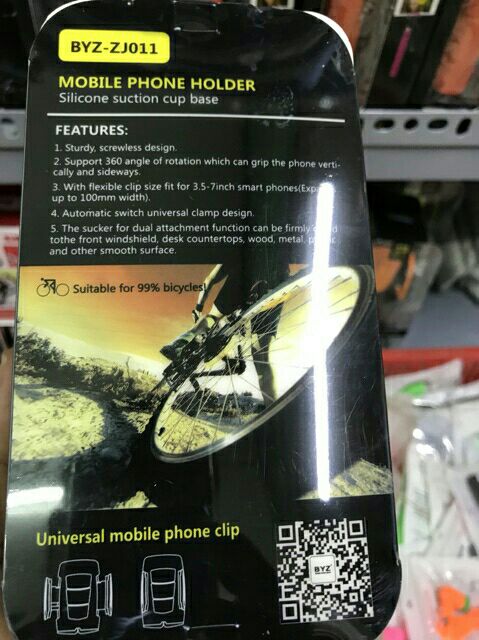 BYZ-ZJ011
MOBILE PHONE HOLDER
Silicone suction cup base
FEATURES:
1. Sturdy, screwless design.
2. Support 360 angle of rotation which can grip the phone verti-
cally and sideways.
3. With flexible clip size fit for 3.5-7inch smart phones(Exp
up to 100mm width).
4. Automatic switch universal clamp design.
5. The sucker for dual attachment function can be firmly
tothe front windshield, desk countertops, wood, metal,
and other smooth surface.
Suitable for 99% bicycles!
Universal mobile phone clip
BYZ